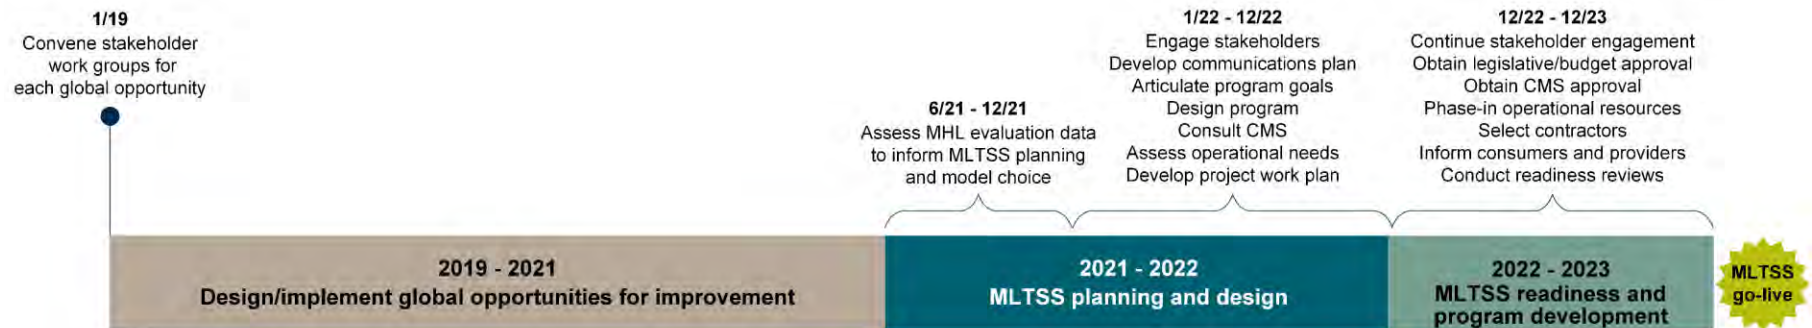 1/19
Convene stakeholder
work groups for
each global opportunity
6/21 - 12/21
Assess MHL evaluation data
to inform MLTSS planning
and model choice
1/22 - 12/22
Engage stakeholders
Develop communications plan
Articulate program goals
Design program
Consult CMS
Assess operational needs
Develop project work plan
12/22 - 12/23
Continue stakeholder engagement
Obtain legislative/budget approval
Obtain CMS approval
Phase-in operational resources
Select contractors
Inform consumers and providers
Conduct readiness reviews
2019 - 2021
Design/implement global opportunities for improvement
2021 - 2022
MLTSS planning and design
2022 - 2023
MLTSS readiness and
program development
MLTSS
go-live